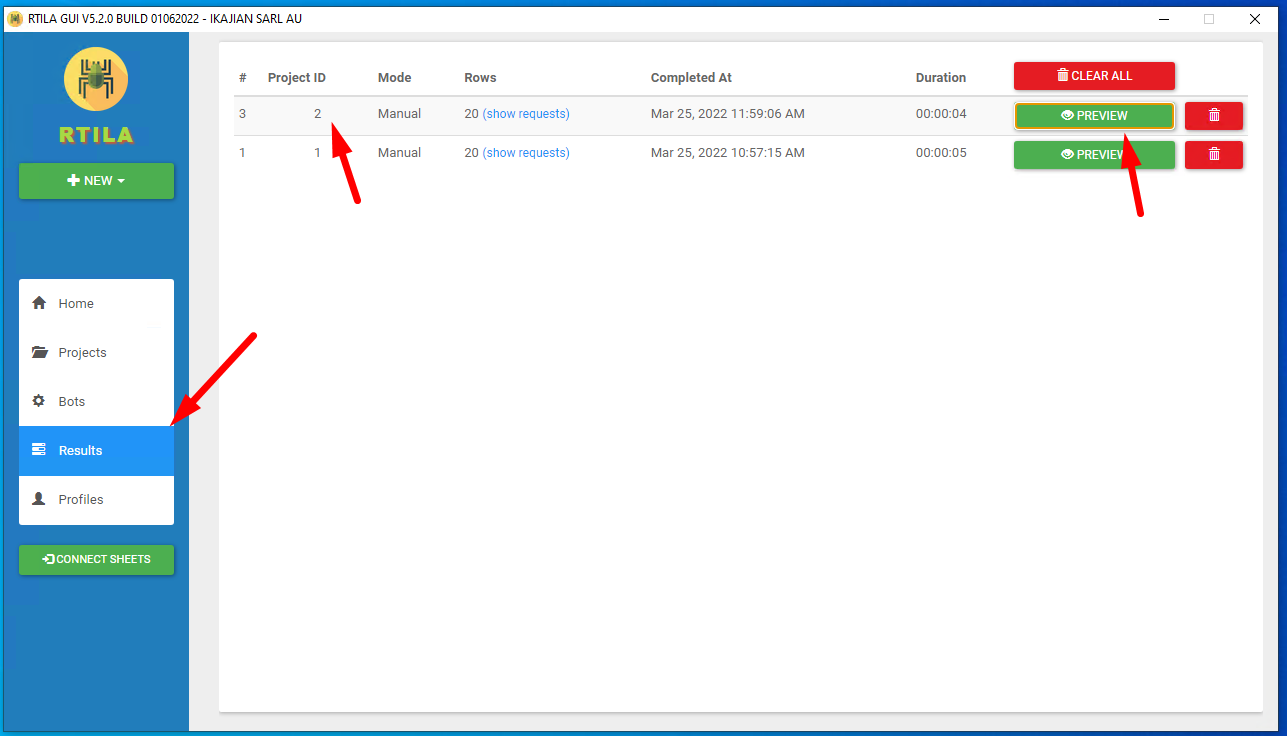 RTILA GUI V5.2.0 BUILD 01062022 - IKAJIAN SARL AU
RTILA
NEW
Home
Projects
Bots
Results
Profiles
CONNECT SHEETS
# Project ID Mode Rows Completed At Duration CLEAR ALL
3 2 Manual 20 (show requests) Mar 25, 2022 11:59:06 AM 00:00:04 PREVIEW
1 1 Manual 20 (show requests) Mar 25, 2022 10:57:15 AM 00:00:05 PREVIEW